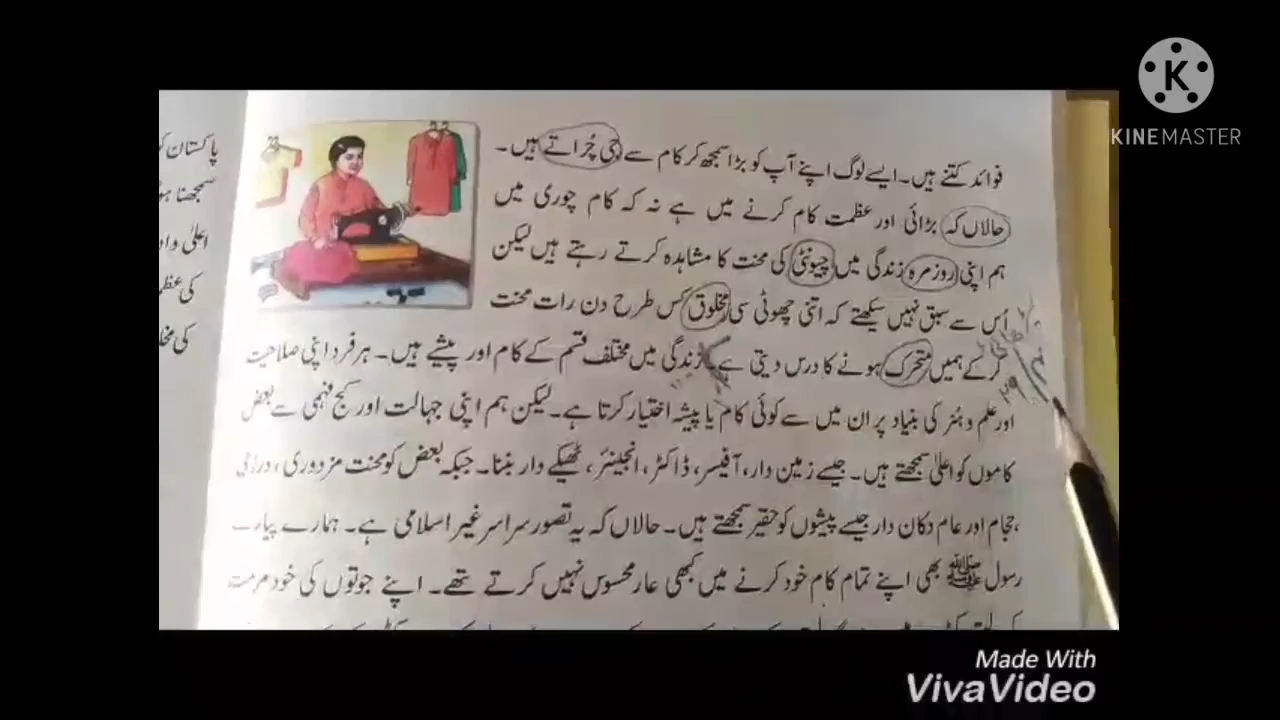 فوائد کتنے ہیں۔ ایسے لوگ اپنے آپ کو بڑا سمجھ کر کام سے جی چُراتے ہیں۔
حالاں کہ بڑائی اور عظمت کام کرنے میں ہے نہ کہ کام چوری میں
ہم اپنی روزمرہ زندگی میں چیونٹی کی محنت کا مشاہدہ کرتے رہتے ہیں لیکن
اُس سے سبق نہیں سیکھتے کہ اتنی چھوٹی سی مخلوق کس طرح دن رات محنت
کر کے ہمیں متحرک ہونے کا درس دیتی ہے۔ زندگی میں مختلف قسم کے کام اور پیشے ہیں۔ ہر فرد اپنی صلاحیت
اور علم و ہنر کی بنیاد پر ان میں سے کوئی کام یا پیشہ اختیار کرتا ہے۔ لیکن ہم اپنی جہالت اور کج فہمی سے بعض
کاموں کو اعلیٰ سمجھتے ہیں۔ جیسے زمین دار، آفیسر، ڈاکٹر، انجینئر، ٹھیکے دار بننا۔ جبکہ بعض کو محنت مزدوری، درزی
،حجام اور عام دکان دار جیسے پیشوں کو حقیر سمجھتے ہیں۔ حالاں کہ یہ تصور سراسر غیر اسلامی ہے۔ ہمارے پیارے
رسول ﷺ بھی اپنے تمام کام خود کرنے میں کبھی عار محسوس نہیں کرتے تھے۔ اپنے جوتوں کی خود مرمت
پاکستان
سمجھنا
اعلیٰ
کی
کی
KINEMASTER
Made With
VivaVideo